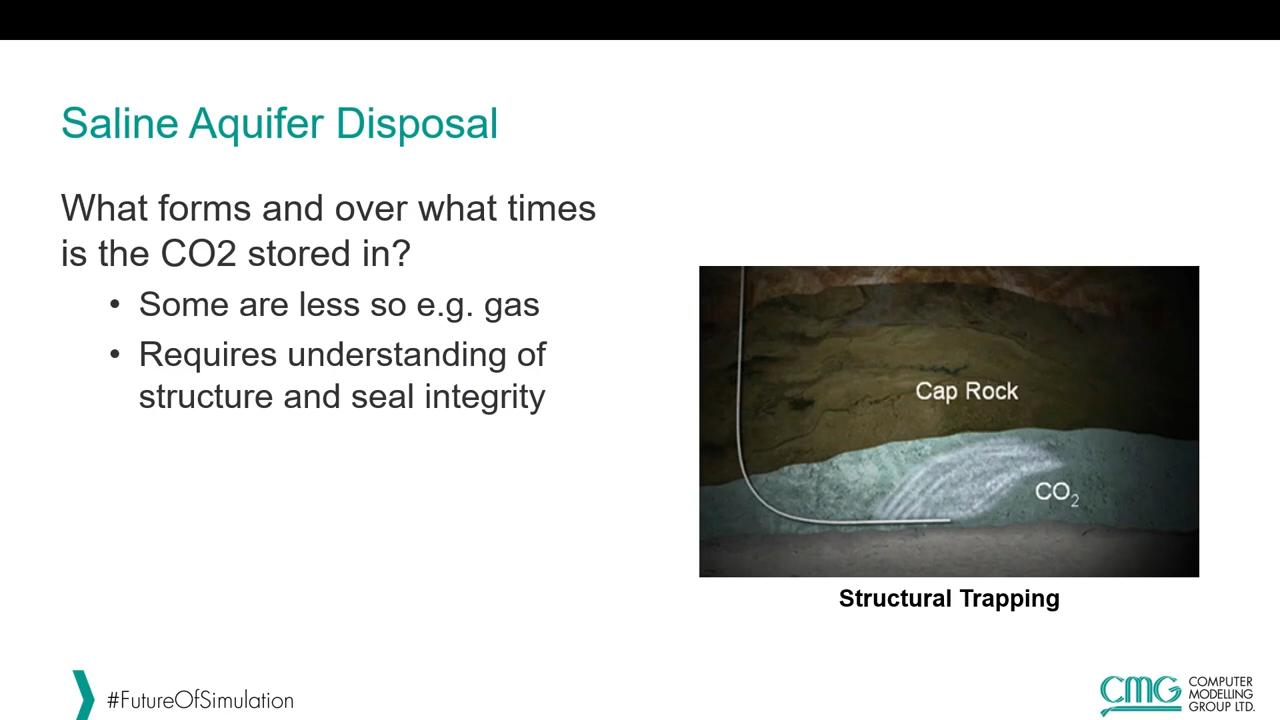 Saline Aquifer Disposal
What forms and over what times
is the CO2 stored in?
• Some are less so e.g. gas
• Requires understanding of
structure and seal integrity
Cap Rock
CO2
Structural Trapping
#FutureOfSimulation
CMG COMPUTER
MODELLING
GROUP LTD.